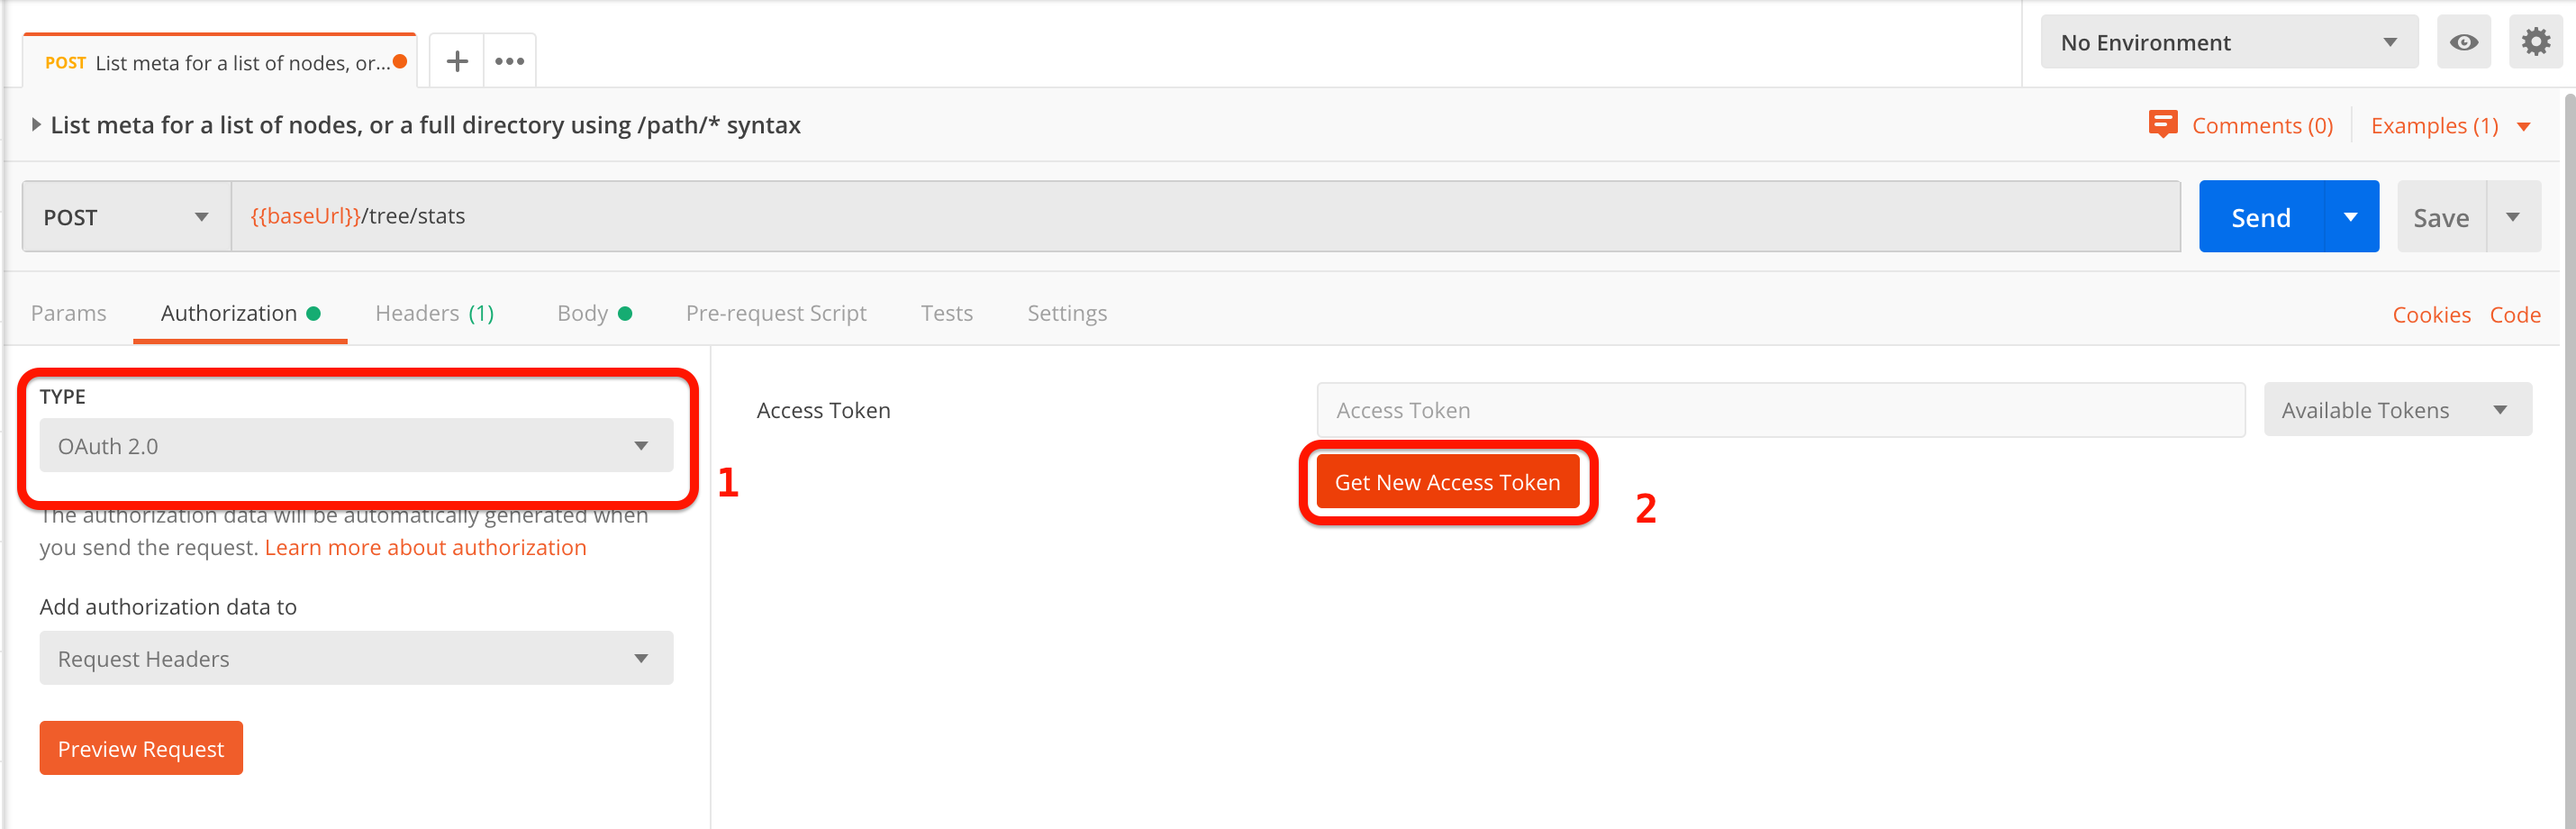 POST List meta for a list of nodes, or...
No Environment
List meta for a list of nodes, or a full directory using /path/* syntax
Comments (0)
Examples (1)
POST
{{baseUrl}}/tree/stats
Send
Save
Params
Authorization
Headers (1)
Body
Pre-request Script
Tests
Settings
Cookies
Code
TYPE
OAuth 2.0
1
The authorization data will be automatically generated when
you send the request. Learn more about authorization
Add authorization data to
Request Headers
Preview Request
Access Token
Access Token
Available Tokens
Get New Access Token
2